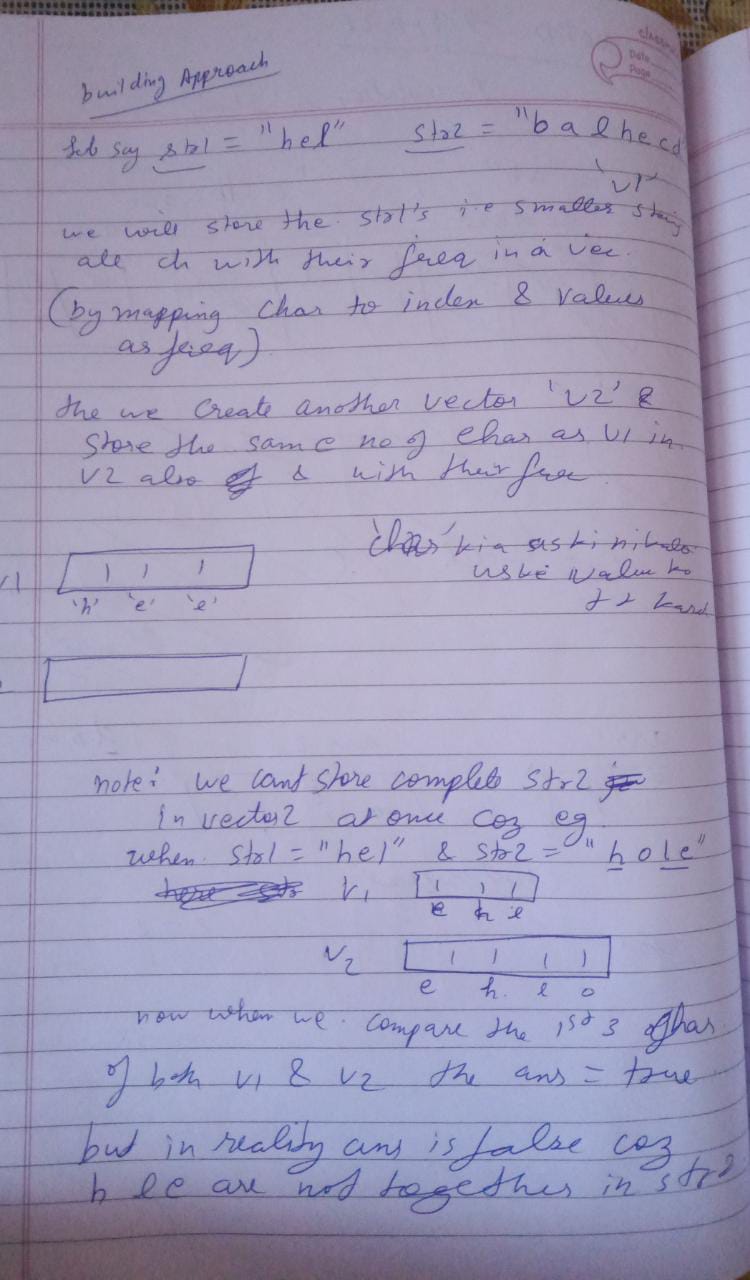 building Approach
classm
Date
Page
let say str1 = "hel" str2 = "balhecd
'v1'
we will store the str1's i.e smaller string
all ch with their freq in a vec.
(by mapping char to index & values
as freq)
the we create another vector 'v2' &
store the same no of char as v1 in
v2 also & with their freq
'char' kia uski nikalo
uske value ko
++ kardo
1 1 1
'h' 'e' 'l'
note: we cant store complete str2
in vector2 at once coz eg
when str1 = "hel" & str2 = "hole"
V1 1 1 1
e h l
V2 1 1 1 1
e h l o
now when we compare the 1st 3 char
of both v1 & v2 the ans = true
but in reality ans is false coz
h l e are not together in str2